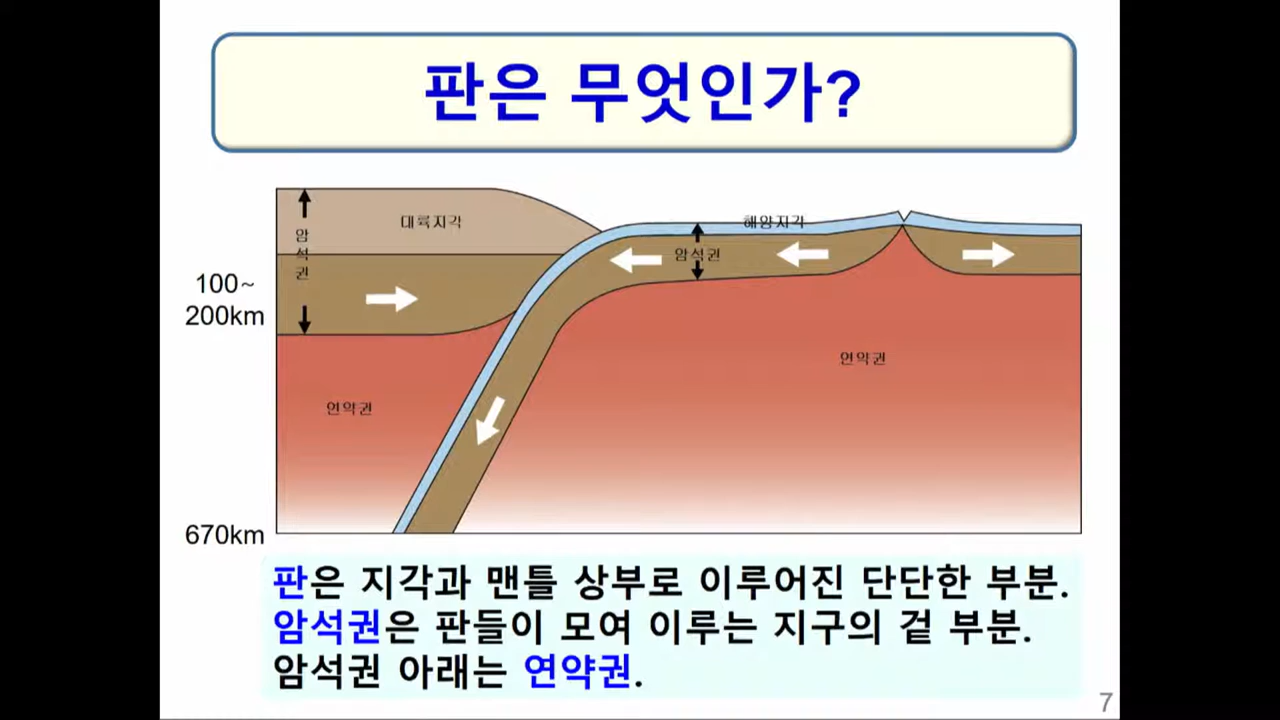 판은 무엇인가?
대륙지각
해양지각
암석권
암석권
100~
200km
연약권
연약권
670km
판은 지각과 맨틀 상부로 이루어진 단단한 부분.
암석권은 판들이 모여 이루는 지구의 겉 부분.
암석권 아래는 연약권.
7